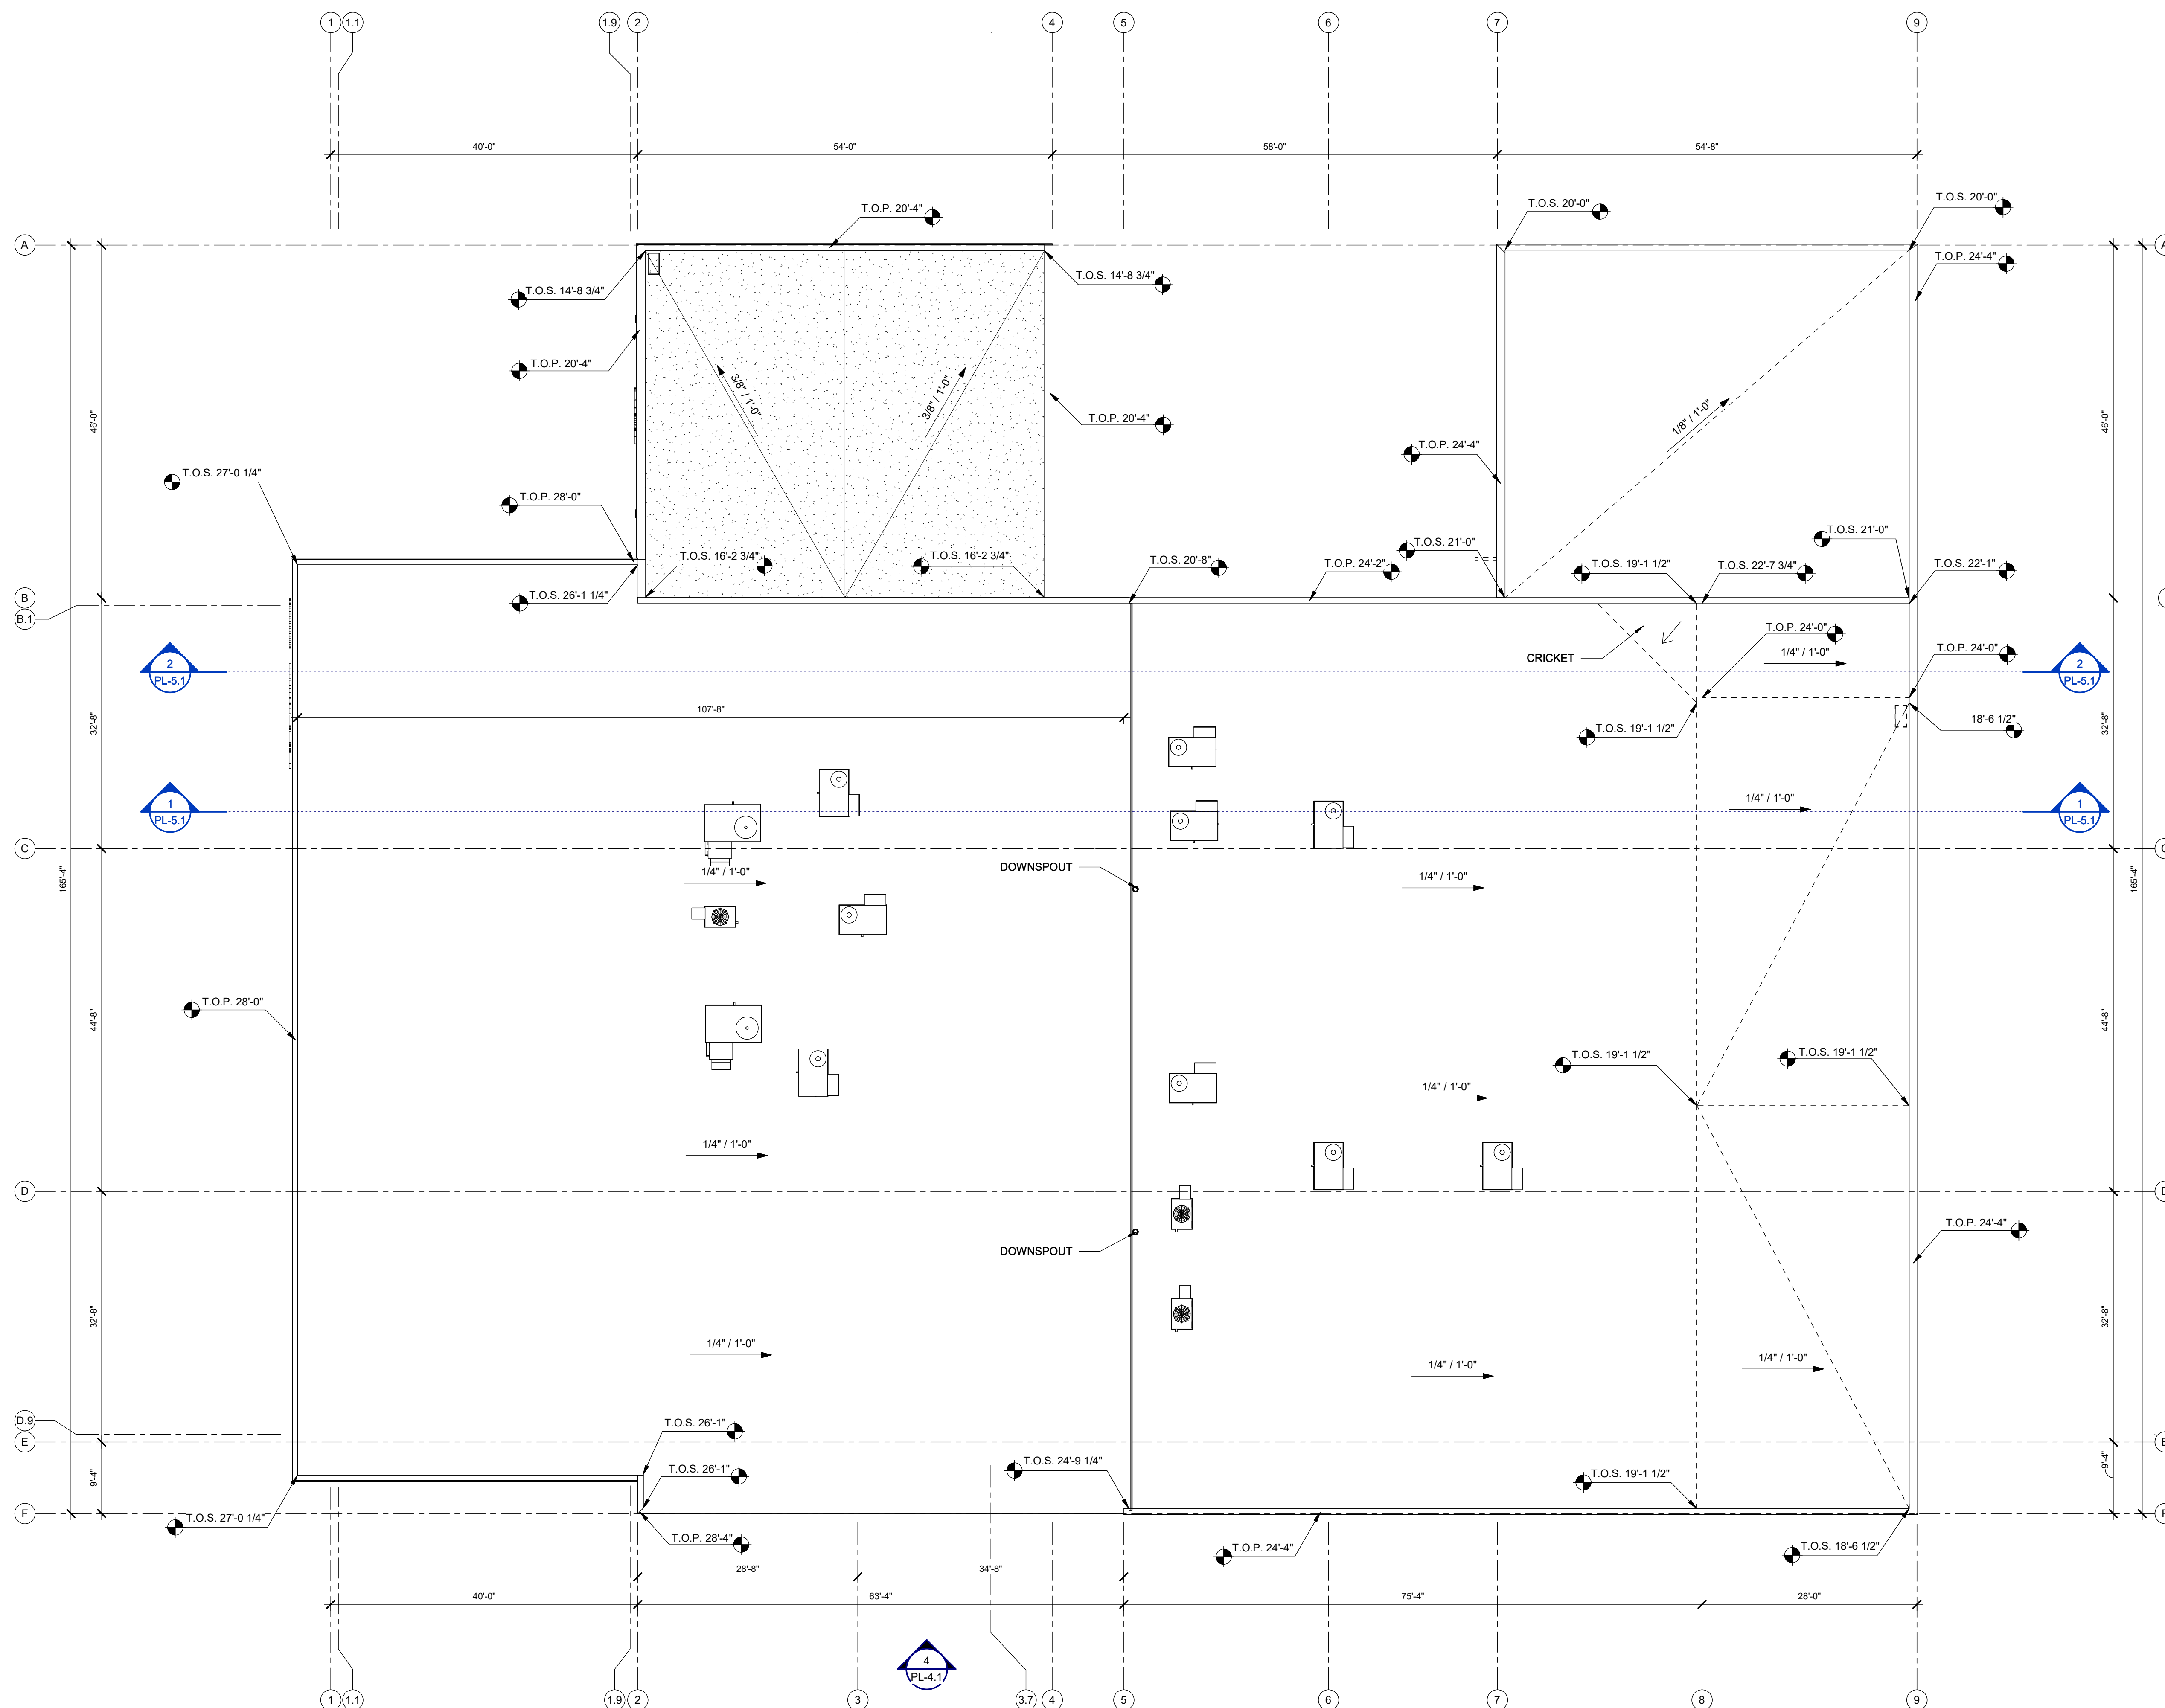 1 1.1 1.9 2 4 5 6 7 9
40'-0" 54'-0" 58'-0" 54'-8"
T.O.P. 20'-4"
T.O.S. 20'-0"
T.O.S. 20'-0"
A
T.O.P. 24'-4"
T.O.S. 14'-8 3/4"
T.O.S. 14'-8 3/4"
T.O.P. 20'-4"
3/8" / 1'-0"
3/8" / 1'-0"
T.O.P. 20'-4"
1/8" / 1'-0"
46'-0"
46'-0"
T.O.P. 24'-4"
T.O.S. 27'-0 1/4"
T.O.P. 28'-0"
T.O.S. 21'-0"
T.O.S. 21'-0"
T.O.S. 16'-2 3/4"
T.O.S. 16'-2 3/4"
T.O.S. 20'-8"
T.O.P. 24'-2"
T.O.S. 19'-1 1/2"
T.O.S. 22'-7 3/4"
T.O.S. 22'-1"
T.O.S. 26'-1 1/4"
B
B.1
T.O.P. 24'-0"
1/4" / 1'-0"
T.O.P. 24'-0"
CRICKET
2
PL-5.1
2
PL-5.1
107'-8"
32'-8"
32'-8"
T.O.S. 19'-1 1/2"
18'-6 1/2"
1
PL-5.1
1/4" / 1'-0"
1
PL-5.1
C
165'-4"
165'-4"
DOWNSPOUT
1/4" / 1'-0"
1/4" / 1'-0"
T.O.P. 28'-0"
44'-8"
44'-8"
T.O.S. 19'-1 1/2"
T.O.S. 19'-1 1/2"
1/4" / 1'-0"
1/4" / 1'-0"
D
T.O.P. 24'-4"
DOWNSPOUT
32'-8"
32'-8"
1/4" / 1'-0"
1/4" / 1'-0"
1/4" / 1'-0"
D.9
E
T.O.S. 26'-1"
T.O.S. 26'-1"
T.O.S. 24'-9 1/4"
T.O.S. 19'-1 1/2"
9'-4"
9'-4"
F
T.O.S. 27'-0 1/4"
T.O.P. 28'-4"
T.O.P. 24'-4"
T.O.S. 18'-6 1/2"
28'-8" 34'-8"
40'-0" 63'-4" 75'-4" 28'-0"
4
PL-4.1
1 1.1 1.9 2 3 3.7 4 5 6 7 8 9